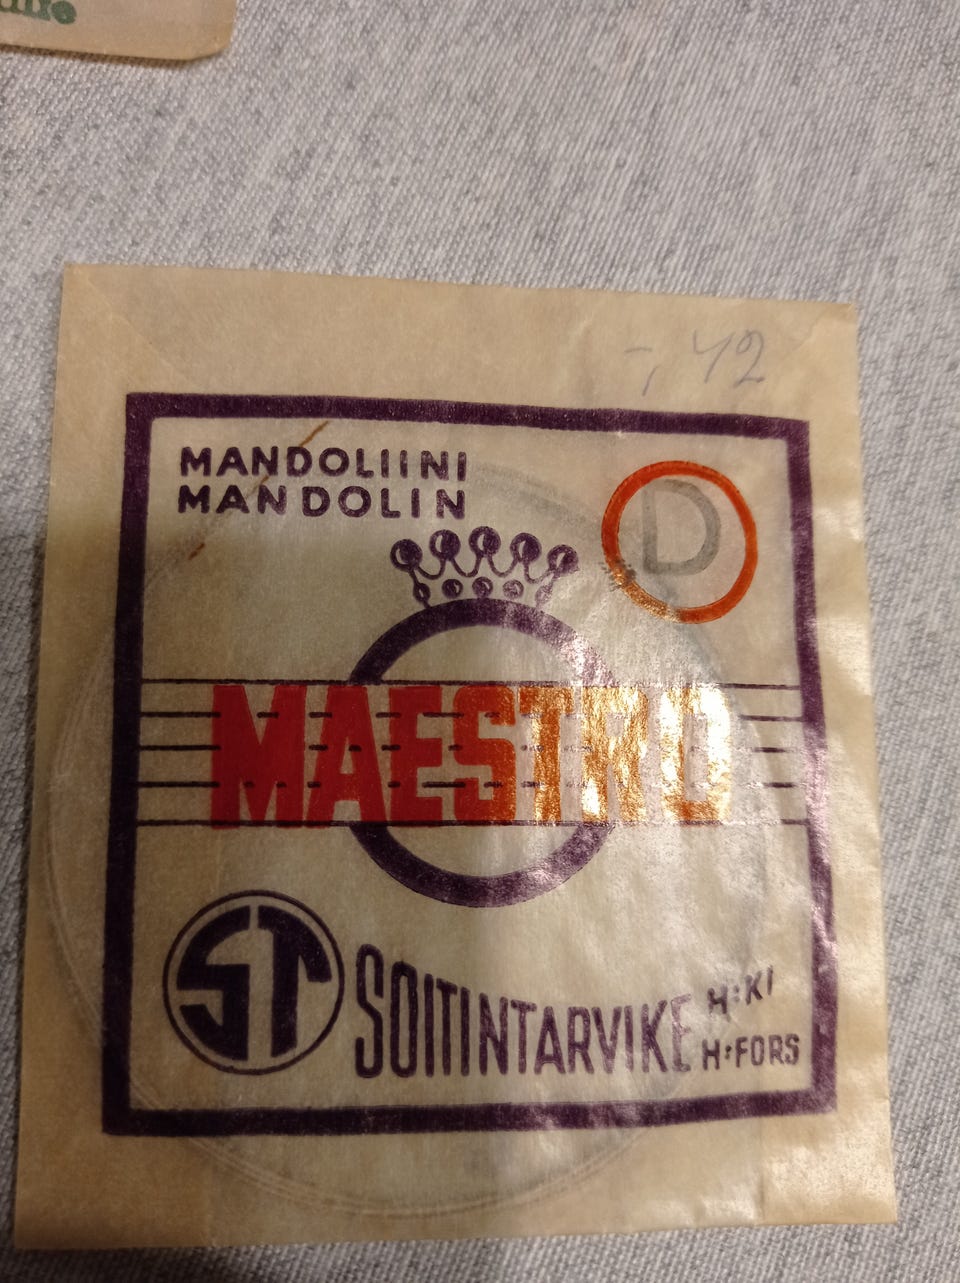 -,42
MANDOLIINI
MANDOLIN
D
MAESTRO
ST
SOITINTARVIKE
H:KI
H:FORS